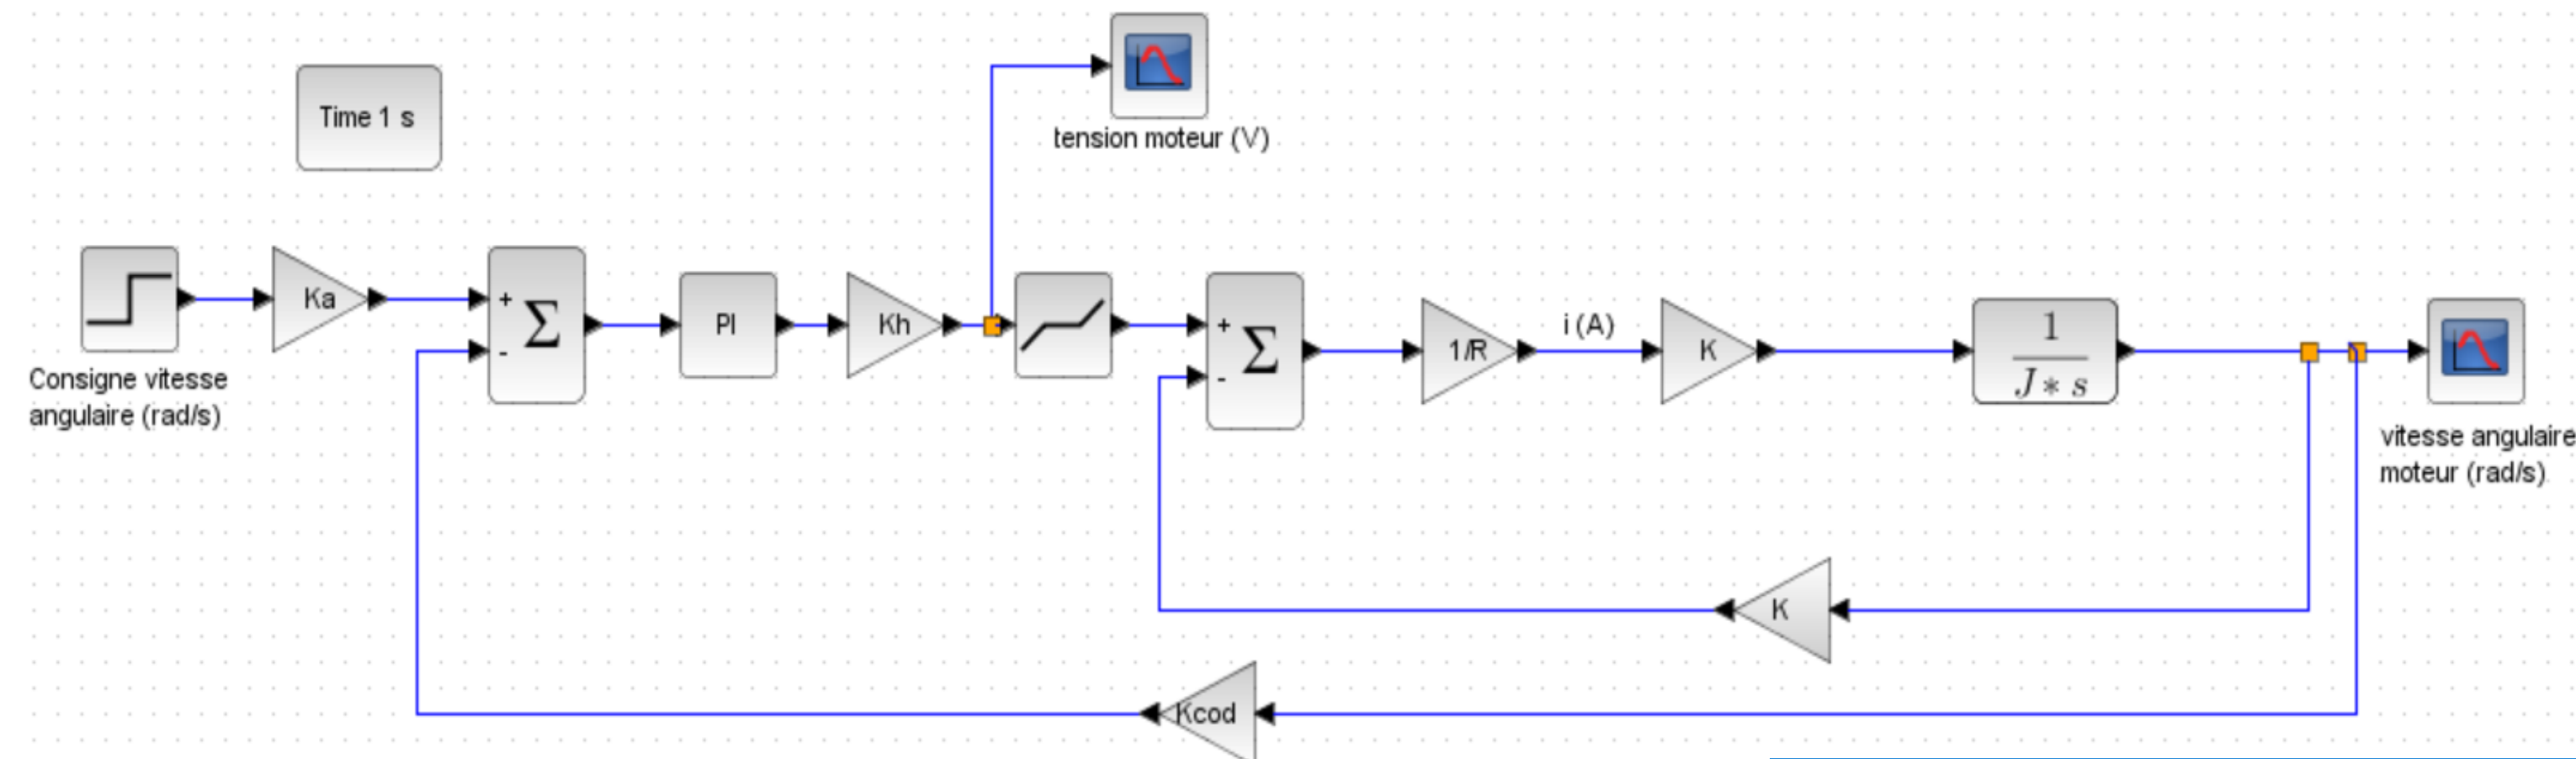 tension moteur (V)
Time 1 s
Ka
+
-
Σ
PI
Kh
+
-
Σ
1/R
i (A)
K
1
J * s
Consigne vitesse
angulaire (rad/s)
vitesse angulaire
moteur (rad/s)
K
Kcod